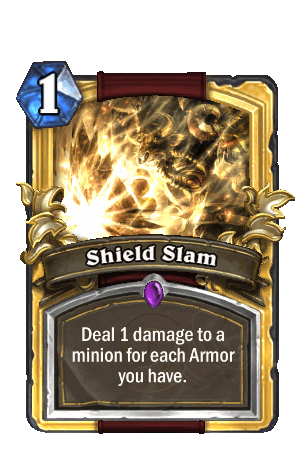 1
Shield Slam
Deal 1 damage to a
minion for each Armor
you have.